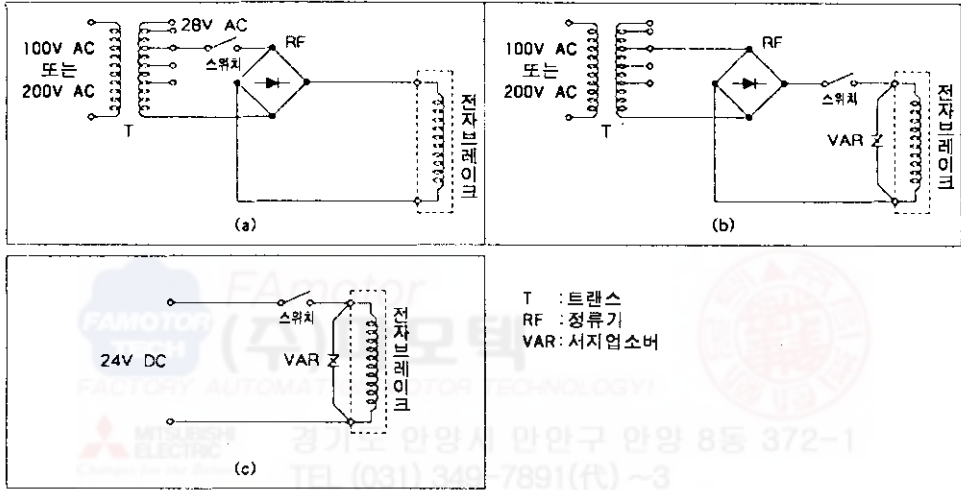 28V AC
RF
100V AC
또는
200V AC
스위치
T
전자브레이크
(a)
RF
100V AC
또는
200V AC
스위치
VAR
T
전자브레이크
(b)
스위치
24V DC
VAR
전자브레이크
(c)
T : 트랜스
RF : 정류기
VAR : 서지업소버
FAmotor
FAMOTOR
TECH
(주)
모텍
FACTORY AUTOMATION MOTOR TECHNOLOGY!
MITSUBISHI
ELECTRIC
Changes for the Better
경기도 안양시 만안구 안양 8동 372-1
TEL (031) 349-7891(代) ~3